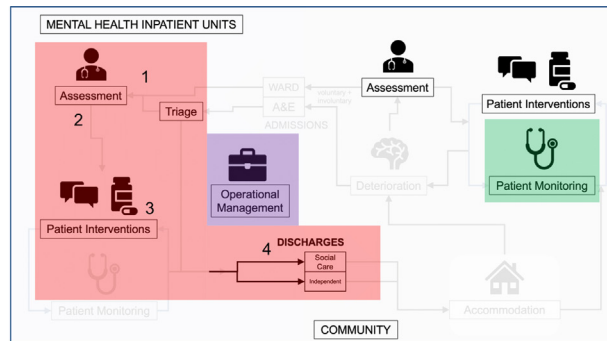 MENTAL HEALTH INPATIENT UNITS
1
Assessment
2
Triage
WARD
A&E
ADMISSIONS
voluntary +
involuntary
Assessment
Patient Interventions
Patient Monitoring
Deterioration
Operational
Management
3
Patient Interventions
4
DISCHARGES
Social
Care
Independent
Patient Monitoring
Accommodation
COMMUNITY